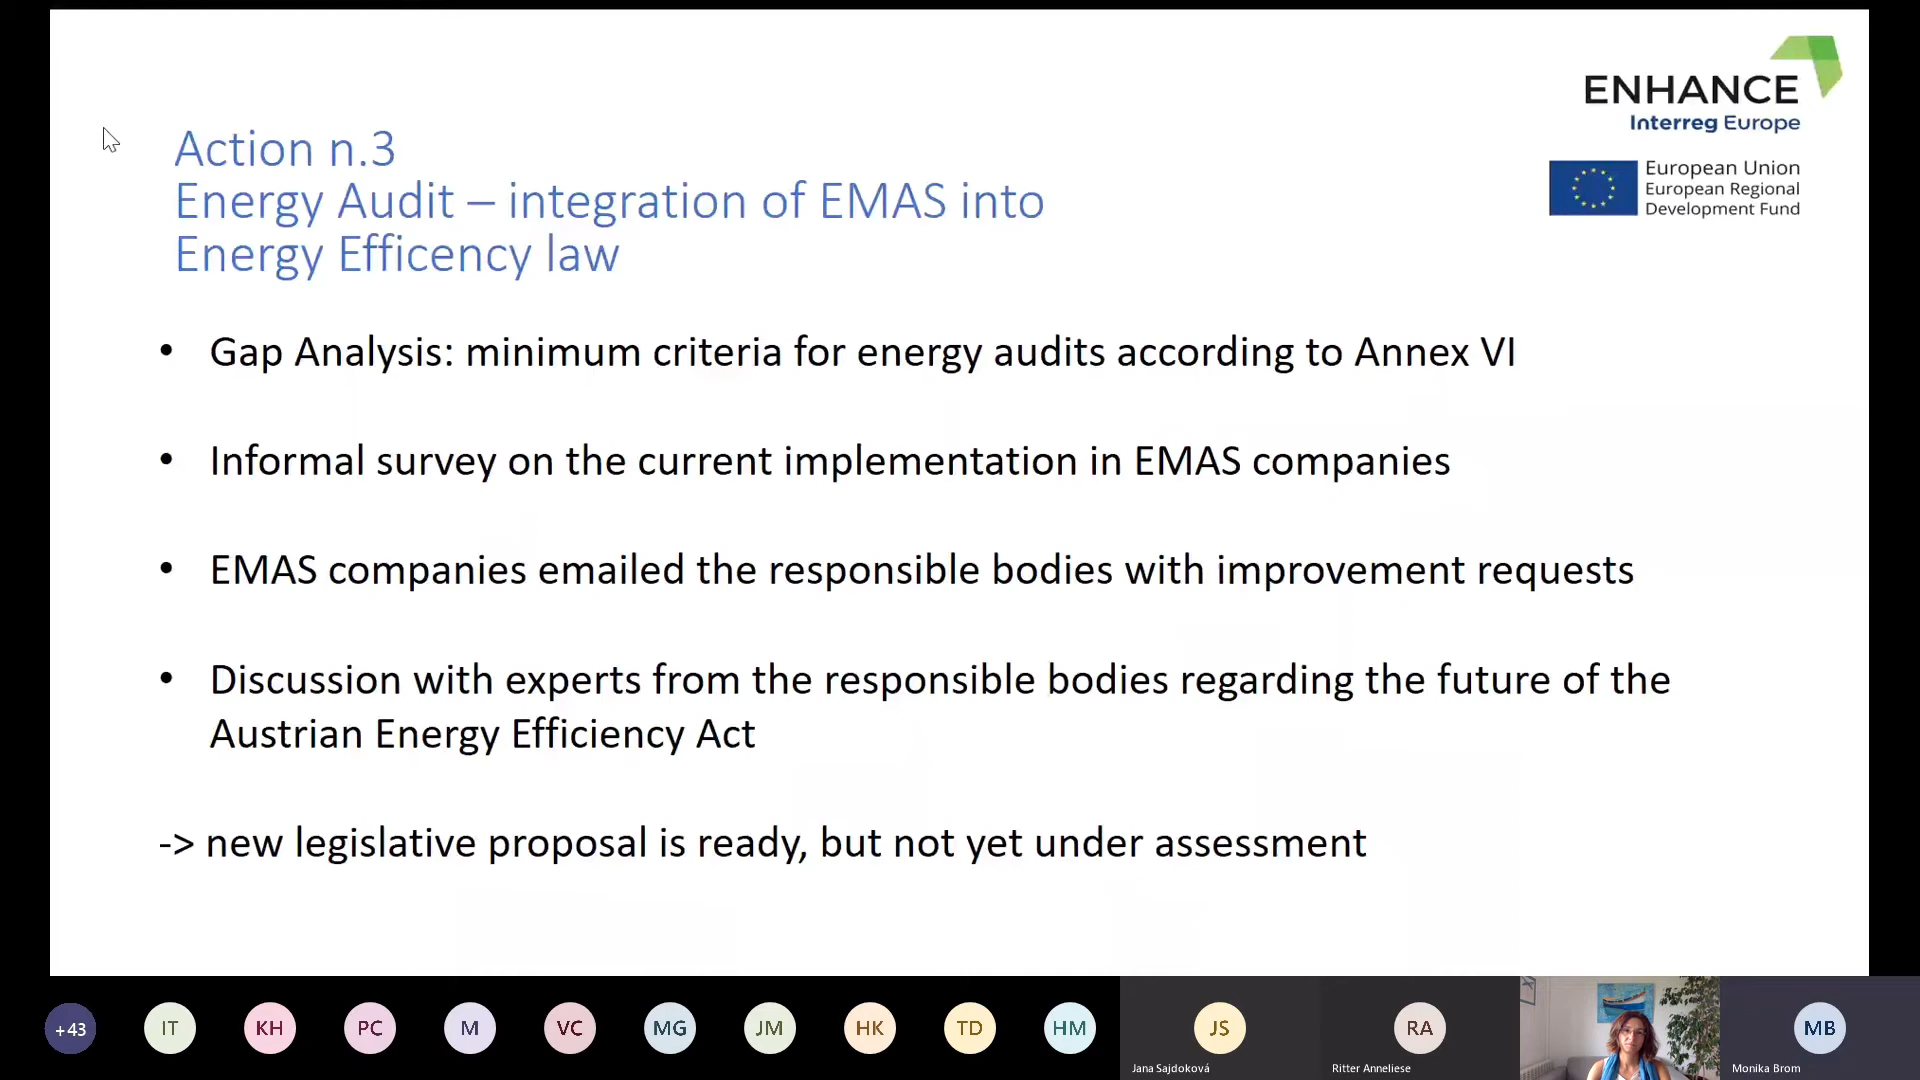 ENHANCE
Interreg Europe
European Union
European Regional
Development Fund
Action n.3
Energy Audit – integration of EMAS into
Energy Efficency law
• Gap Analysis: minimum criteria for energy audits according to Annex VI
• Informal survey on the current implementation in EMAS companies
• EMAS companies emailed the responsible bodies with improvement requests
• Discussion with experts from the responsible bodies regarding the future of the
Austrian Energy Efficiency Act
-> new legislative proposal is ready, but not yet under assessment
+43
IT
KH
PC
M
VC
MG
JM
HK
TD
HM
JS
Jana Sajdoková
RA
Ritter Anneliese
MB
Monika Brom